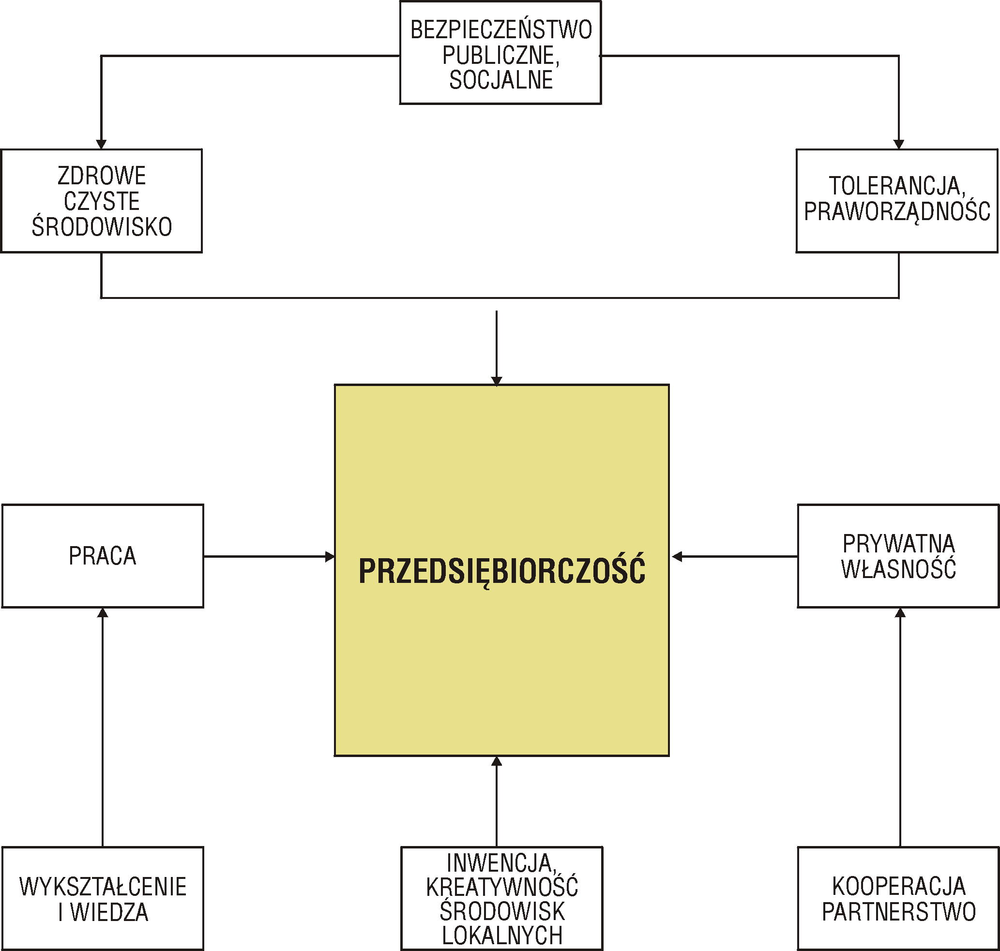 BEZPIECZEŃSTWO
PUBLICZNE,
SOCJALNE
ZDROWE
CZYSTE
ŚRODOWISKO
TOLERANCJA,
PRAWORZĄDNOŚĆ
PRACA
PRZEDSIĘBIORCZOŚĆ
PRYWATNA
WŁASNOŚĆ
WYKSZTAŁCENIE
I WIEDZA
INWENCJA,
KREATYWNOŚĆ
ŚRODOWISK
LOKALNYCH
KOOPERACJA
PARTNERSTWO